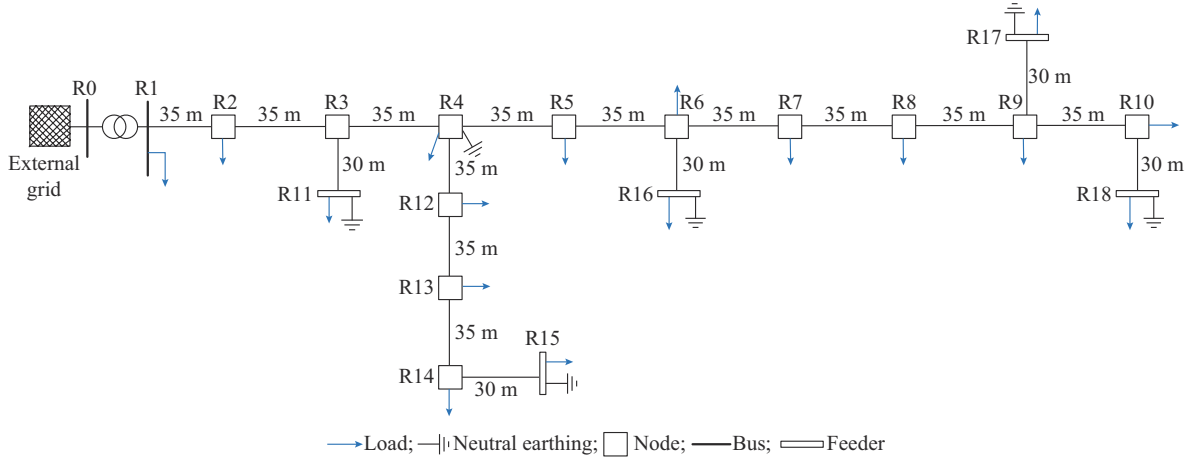 R17
30 m
R0
R1
35 m
R2
35 m
R3
35 m
R4
35 m
R5
35 m
R6
35 m
R7
35 m
R8
35 m
R9
35 m
R10
External
grid
30 m
R11
35 m
R12
30 m
R16
30 m
R18
35 m
R13
35 m
R15
R14
30 m
Load;
Neutral earthing;
Node;
Bus;
Feeder